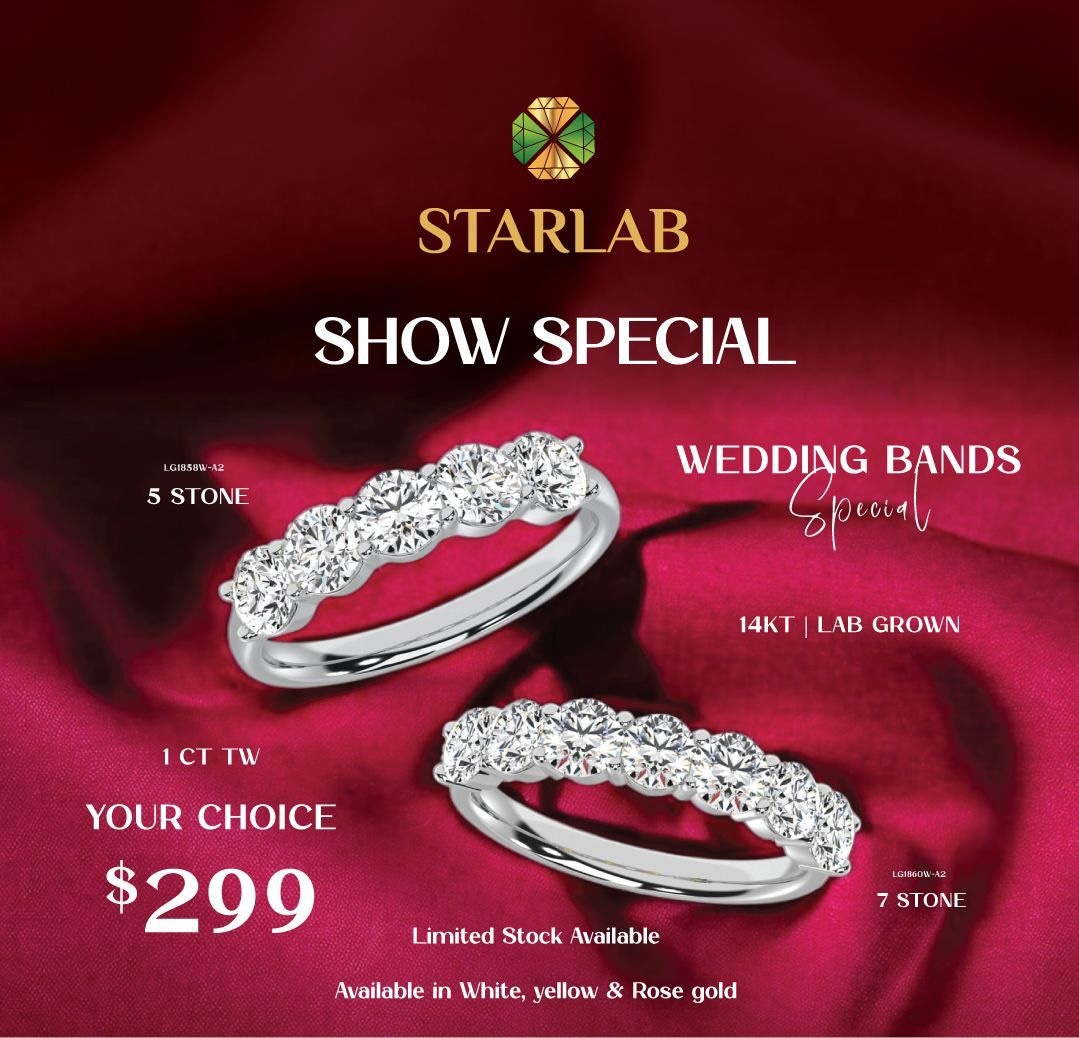 STARLAB
SHOW SPECIAL
LG1858W-A2
5 STONE
WEDDING BANDS
Special
14KT | LAB GROWN
1 CT TW
YOUR CHOICE
$299
LG1860W-A2
7 STONE
Limited Stock Available
Available in White, yellow & Rose gold